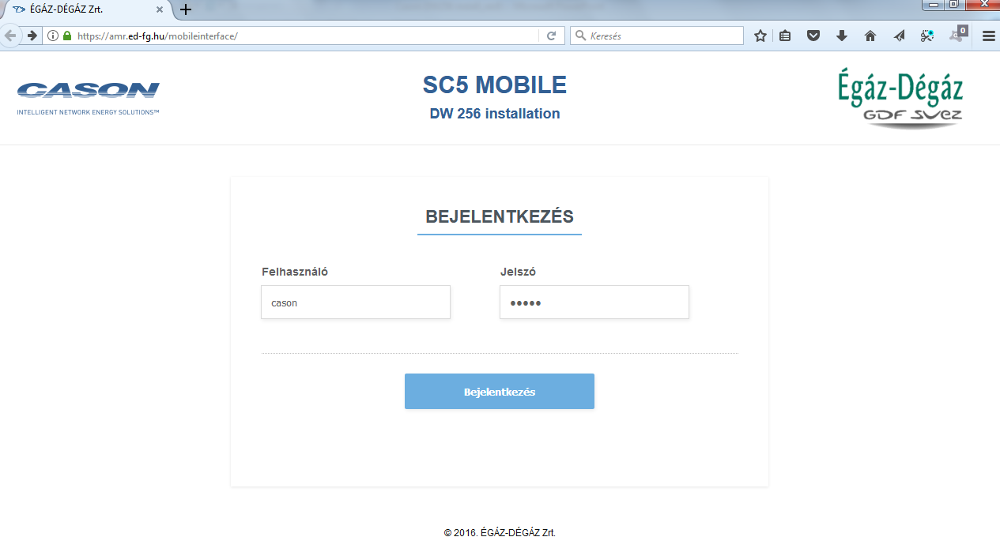 ÉGÁZ-DÉGÁZ Zrt.
https://amr.ed-fg.hu/mobileinterface/
Keresés
0
CASON
INTELLIGENT NETWORK ENERGY SOLUTIONS™
SC5 MOBILE
DW 256 installation
Égáz-Dégáz
GDF SUEZ
BEJELENTKEZÉS
Felhasználó
Jelszó
cason
•••••
Bejelentkezés
© 2016. ÉGÁZ-DÉGÁZ Zrt.